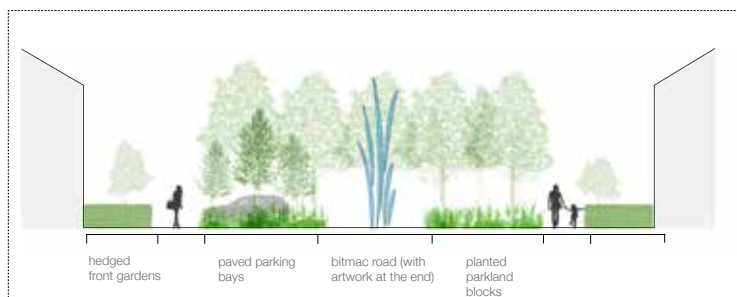 hedged
front gardens
paved parking
bays
bitmac road (with
artwork at the end)
planted
parkland
blocks